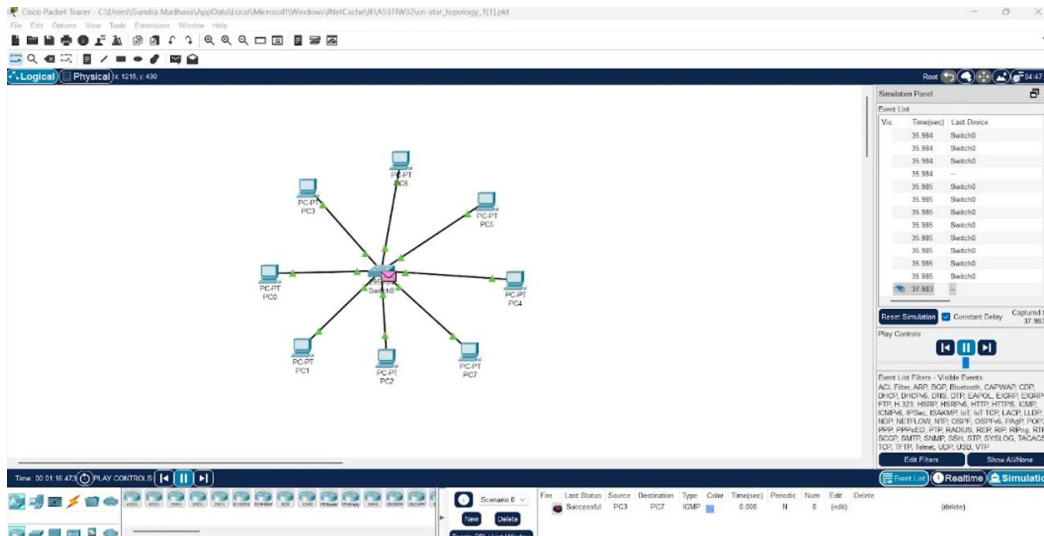 Cisco Packet Tracer - C:\Users\Gundra Madhava\AppData\Local\Microsoft\Windows\INetCache\IE\A537IW32\cn-star_topology_1[1].pkt
File Edit Options View Tools Extensions Window Help
Logical Physical x: 1215, y: 430
Root 04:47:
Simulation Panel
Event List
Vis. Time(sec) Last Device
35.984 Switch0
35.984 Switch0
35.984 Switch0
35.984 --
35.985 Switch0
35.985 Switch0
35.985 Switch0
35.985 Switch0
35.985 Switch0
35.985 Switch0
35.985 Switch0
35.985 Switch0
37.983 --
Reset Simulation Constant Delay Captured t
37.983
Play Controls
Event List Filters - Visible Events
ACL Filter, ARP, BGP, Bluetooth, CAPWAP, CDP,
DHCP, DHCPv6, DNS, DTP, EAPOL, EIGRP, EIGRPv
FTP, H.323, HSRP, HSRPv6, HTTP, HTTPS, ICMP,
ICMPv6, IPSec, ISAKMP, IoT, IoT TCP, LACP, LLDP,
NDP, NETFLOW, NTP, OSPF, OSPFv6, PAgP, POP3
PPP, PPPoED, PTP, RADIUS, REP, RIP, RIPng, RTP
SCCP, SMTP, SNMP, SSH, STP, SYSLOG, TACACS
TCP, TFTP, Telnet, UDP, USB, VTP
Edit Filters Show All/None
PC-PT
PC6
PC-PT
PC3
PC-PT
PC5
Switch0
PC-PT
PC0
PC-PT
PC4
PC-PT
PC1
PC-PT
PC2
PC-PT
PC7
Time: 00:01:16.473 PLAY CONTROLS:
Event List Realtime Simulatio
Scenario 0
New Delete
Fire Last Status Source Destination Type Color Time(sec) Periodic Num Edit Delete
Successful PC3 PC7 ICMP 0.000 N 0 (edit) (delete)